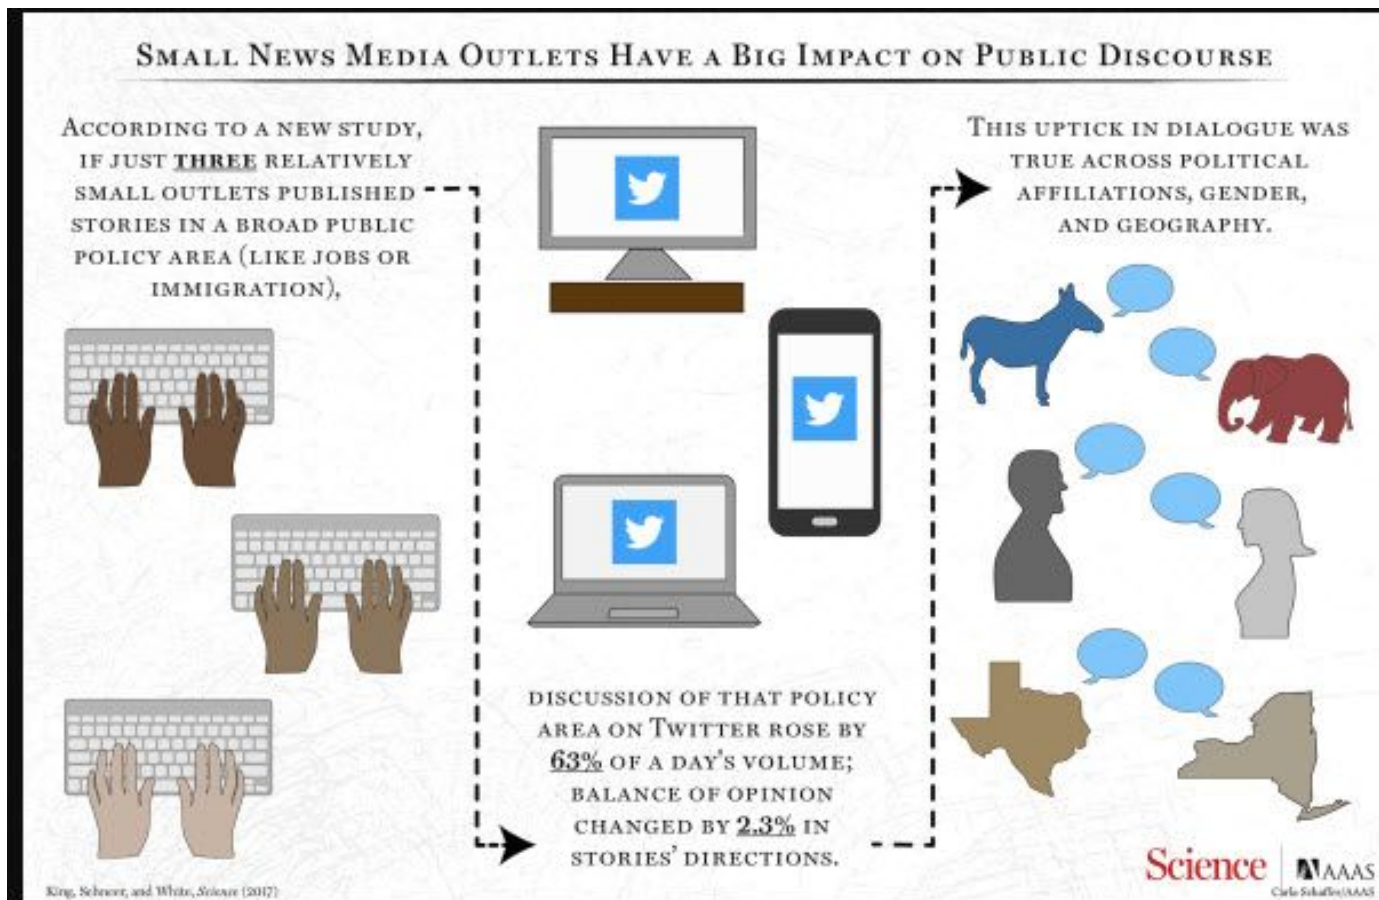 Small News Media Outlets Have a Big Impact on Public Discourse
According to a new study,
if just three relatively
small outlets published
stories in a broad public
policy area (like jobs or
immigration),
discussion of that policy
area on Twitter rose by
63% of a day's volume;
balance of opinion
changed by 2.3% in
stories' directions.
This uptick in dialogue was
true across political
affiliations, gender,
and geography.
King, Schneer, and White, Science (2017)
Science
AAAS
Carla Schaffer/AAAS